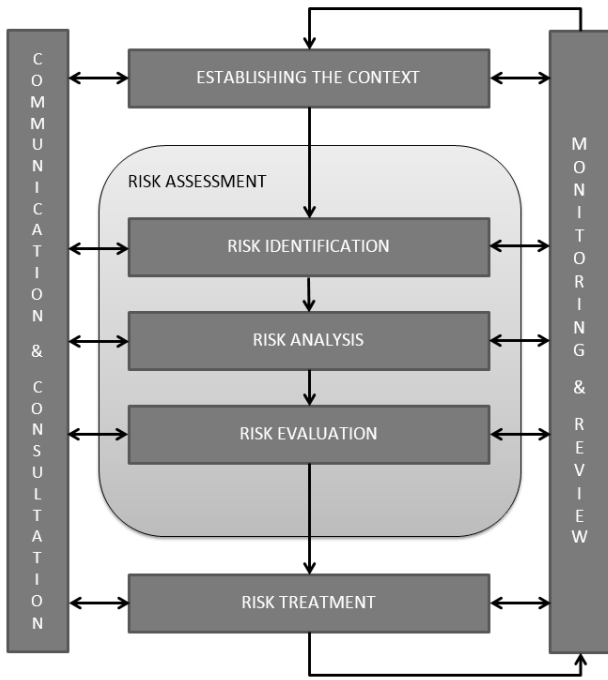 COMMUNICATION & CONSULTATION
ESTABLISHING THE CONTEXT
RISK ASSESSMENT
RISK IDENTIFICATION
RISK ANALYSIS
RISK EVALUATION
RISK TREATMENT
MONITORING & REVIEW